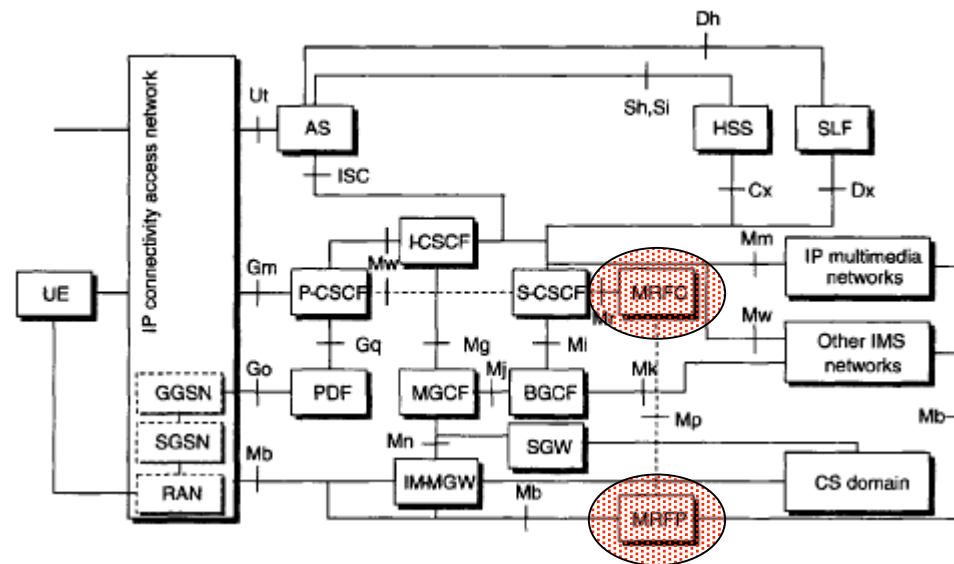 Dh
Ut
AS
Sh,Si
HSS
SLF
IP connectivity access network
ISC
Cx
Dx
I-CSCF
Mw
Mm
IP multimedia
networks
UE
Gm
P-CSCF
S-CSCF
MRFC
Mr
Mw
Gq
Mg
Mi
Other IMS
networks
Go
GGSN
PDF
MGCF
Mj
BGCF
Mk
Mp
Mb
SGSN
Mn
SGW
Mb
RAN
IM-MGW
Mb
MRFP
CS domain